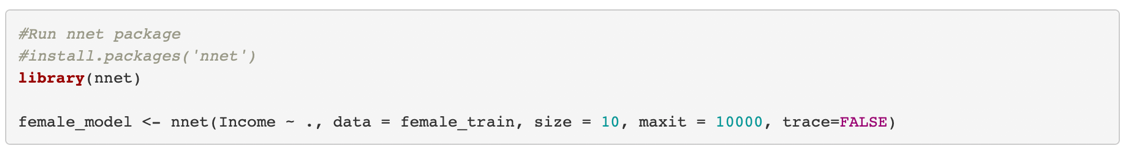 #Run nnet package
#install.packages('nnet')
library(nnet)
female_model <- nnet(Income ~ ., data = female_train, size = 10, maxit = 10000, trace=FALSE)